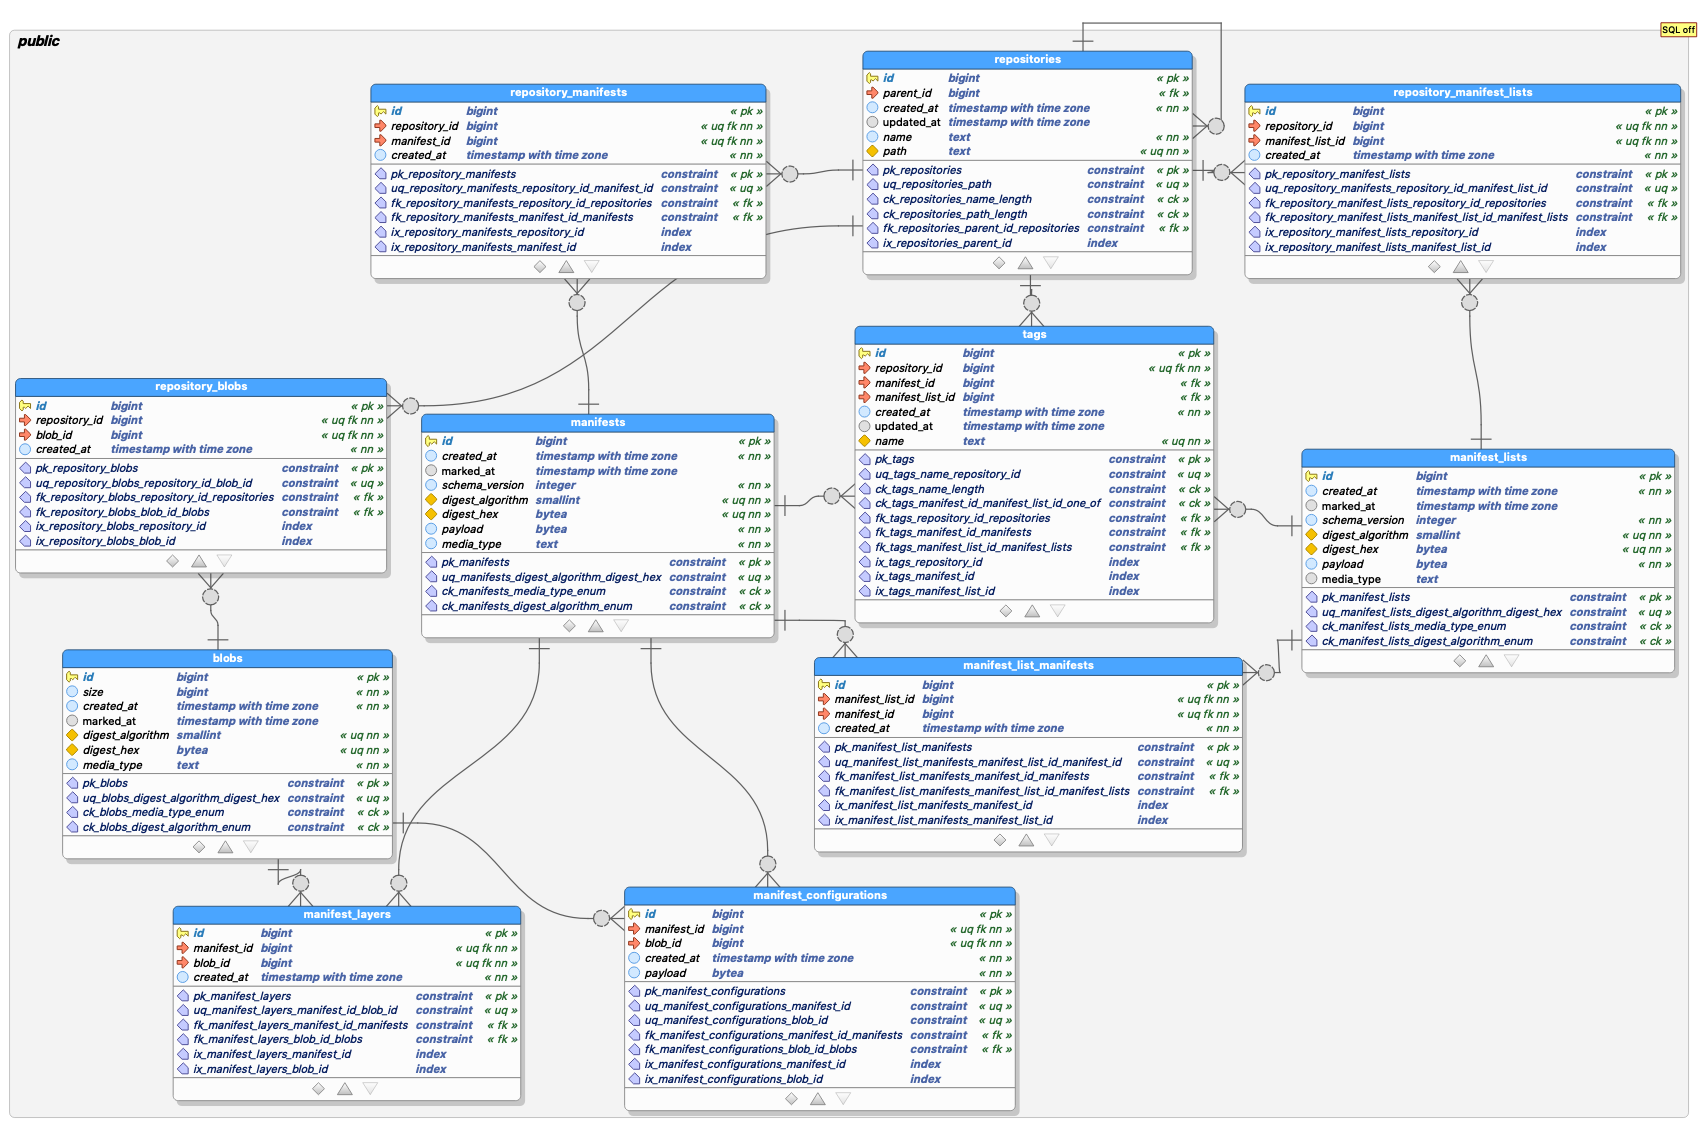 SQL off
public
repositories
id bigint « pk »
parent_id bigint « fk »
created_at timestamp with time zone « nn »
updated_at timestamp with time zone
name text « nn »
path text « uq nn »
pk_repositories constraint « pk »
uq_repositories_path constraint « uq »
ck_repositories_name_length constraint « ck »
ck_repositories_path_length constraint « ck »
fk_repositories_parent_id_repositories constraint « fk »
ix_repositories_parent_id index
repository_manifests
id bigint « pk »
repository_id bigint « uq fk nn »
manifest_id bigint « uq fk nn »
created_at timestamp with time zone « nn »
pk_repository_manifests constraint « pk »
uq_repository_manifests_repository_id_manifest_id constraint « uq »
fk_repository_manifests_repository_id_repositories constraint « fk »
fk_repository_manifests_manifest_id_manifests constraint « fk »
ix_repository_manifests_repository_id index
ix_repository_manifests_manifest_id index
repository_manifest_lists
id bigint « pk »
repository_id bigint « uq fk nn »
manifest_list_id bigint « uq fk nn »
created_at timestamp with time zone « nn »
pk_repository_manifest_lists constraint « pk »
uq_repository_manifests_repository_id_manifest_list_id constraint « uq »
fk_repository_manifest_lists_repository_id_repositories constraint « fk »
fk_repository_manifest_lists_manifest_list_id_manifest_lists constraint « fk »
ix_repository_manifest_lists_repository_id index
ix_repository_manifest_lists_manifest_list_id index
tags
id bigint « pk »
repository_id bigint « uq fk nn »
manifest_id bigint « fk »
manifest_list_id bigint « fk »
created_at timestamp with time zone « nn »
updated_at timestamp with time zone
name text « uq nn »
pk_tags constraint « pk »
uq_tags_name_repository_id constraint « uq »
ck_tags_name_length constraint « ck »
ck_tags_manifest_id_manifest_list_id_one_of constraint « ck »
fk_tags_repository_id_repositories constraint « fk »
fk_tags_manifest_id_manifests constraint « fk »
fk_tags_manifest_list_id_manifest_lists constraint « fk »
ix_tags_repository_id index
ix_tags_manifest_id index
ix_tags_manifest_list_id index
repository_blobs
id bigint « pk »
repository_id bigint « uq fk nn »
blob_id bigint « uq fk nn »
created_at timestamp with time zone « nn »
pk_repository_blobs constraint « pk »
uq_repository_blobs_repository_id_blob_id constraint « uq »
fk_repository_blobs_repository_id_repositories constraint « fk »
fk_repository_blobs_blob_id_blobs constraint « fk »
ix_repository_blobs_repository_id index
ix_repository_blobs_blob_id index
manifests
id bigint « pk »
created_at timestamp with time zone « nn »
marked_at timestamp with time zone
schema_version integer « nn »
digest_algorithm smallint « uq nn »
digest_hex bytea « uq nn »
payload bytea « nn »
media_type text « nn »
pk_manifests constraint « pk »
uq_manifests_digest_algorithm_digest_hex constraint « uq »
ck_manifests_media_type_enum constraint « ck »
ck_manifests_digest_algorithm_enum constraint « ck »
manifest_lists
id bigint « pk »
created_at timestamp with time zone « nn »
marked_at timestamp with time zone
schema_version integer « nn »
digest_algorithm smallint « uq nn »
digest_hex bytea « uq nn »
payload bytea « nn »
media_type text
pk_manifest_lists constraint « pk »
uq_manifest_lists_digest_algorithm_digest_hex constraint « uq »
ck_manifest_lists_media_type_enum constraint « ck »
ck_manifest_lists_digest_algorithm_enum constraint « ck »
blobs
id bigint « pk »
size bigint « nn »
created_at timestamp with time zone « nn »
marked_at timestamp with time zone
digest_algorithm smallint « uq nn »
digest_hex bytea « uq nn »
media_type text « nn »
pk_blobs constraint « pk »
uq_blobs_digest_algorithm_digest_hex constraint « uq »
ck_blobs_media_type_enum constraint « ck »
ck_blobs_digest_algorithm_enum constraint « ck »
manifest_list_manifests
id bigint « pk »
manifest_list_id bigint « uq fk nn »
manifest_id bigint « uq fk nn »
created_at timestamp with time zone « nn »
pk_manifest_list_manifests constraint « pk »
uq_manifest_list_manifests_manifest_list_id_manifest_id constraint « uq »
fk_manifest_list_manifests_manifest_id_manifests constraint « fk »
fk_manifest_list_manifests_manifest_list_id_manifest_lists constraint « fk »
ix_manifest_list_manifests_manifest_id index
ix_manifest_list_manifests_manifest_list_id index
manifest_layers
id bigint « pk »
manifest_id bigint « uq fk nn »
blob_id bigint « uq fk nn »
created_at timestamp with time zone « nn »
pk_manifest_layers constraint « pk »
uq_manifest_layers_manifest_id_blob_id constraint « uq »
fk_manifest_layers_manifest_id_manifests constraint « fk »
fk_manifest_layers_blob_id_blobs constraint « fk »
ix_manifest_layers_manifest_id index
ix_manifest_layers_blob_id index
manifest_configurations
id bigint « pk »
manifest_id bigint « uq fk nn »
blob_id bigint « uq fk nn »
created_at timestamp with time zone « nn »
payload bytea « nn »
pk_manifest_configurations constraint « pk »
uq_manifest_configurations_manifest_id constraint « uq »
uq_manifest_configurations_blob_id constraint « uq »
fk_manifest_configurations_manifest_id_manifests constraint « fk »
fk_manifest_configurations_blob_id_blobs constraint « fk »
ix_manifest_configurations_manifest_id index
ix_manifest_configurations_blob_id index